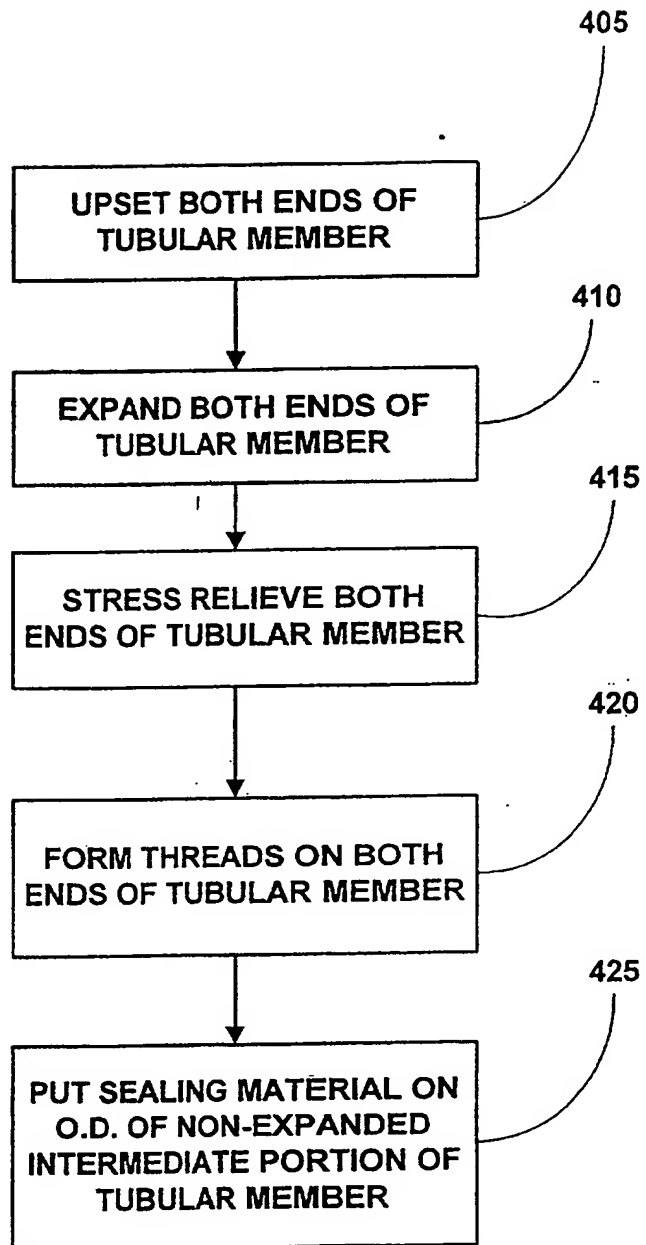 405
UPSET BOTH ENDS OF
TUBULAR MEMBER
410
EXPAND BOTH ENDS OF
TUBULAR MEMBER
415
STRESS RELIEVE BOTH
ENDS OF TUBULAR MEMBER
420
FORM THREADS ON BOTH
ENDS OF TUBULAR MEMBER
425
PUT SEALING MATERIAL ON
O.D. OF NON-EXPANDED
INTERMEDIATE PORTION OF
TUBULAR MEMBER